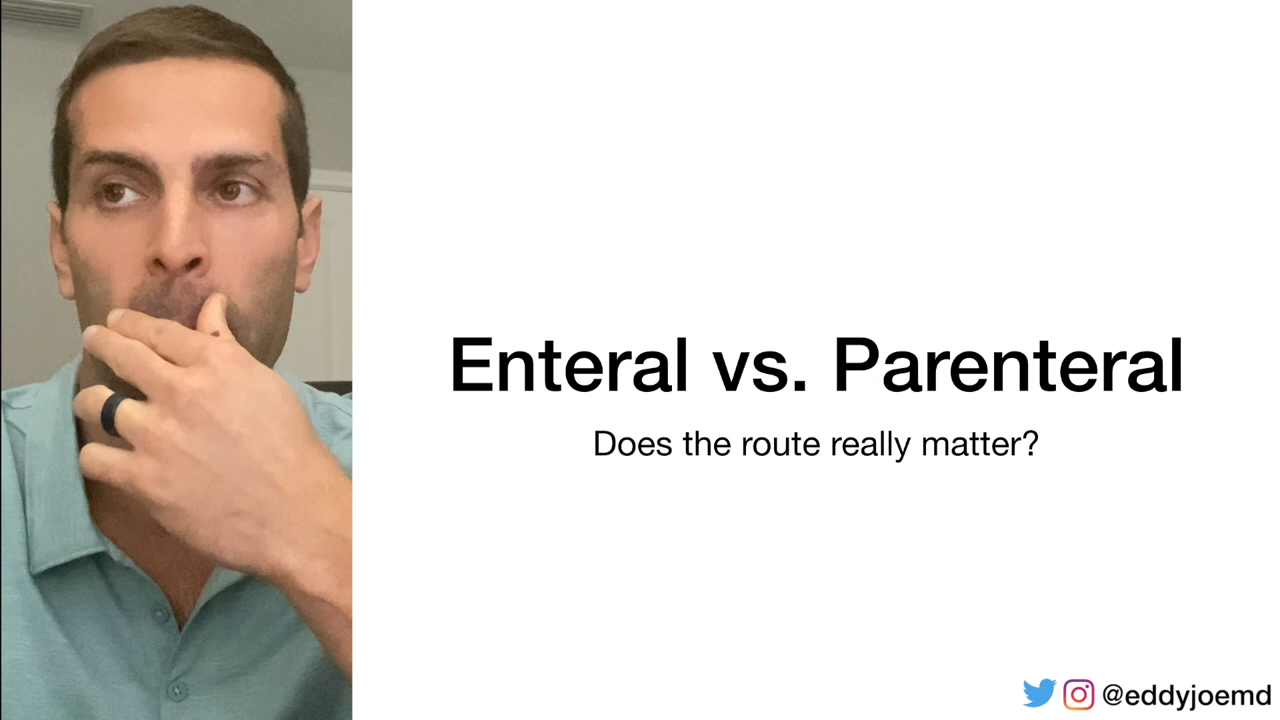 Enteral vs. Parenteral
Does the route really matter?
@eddyjoemd